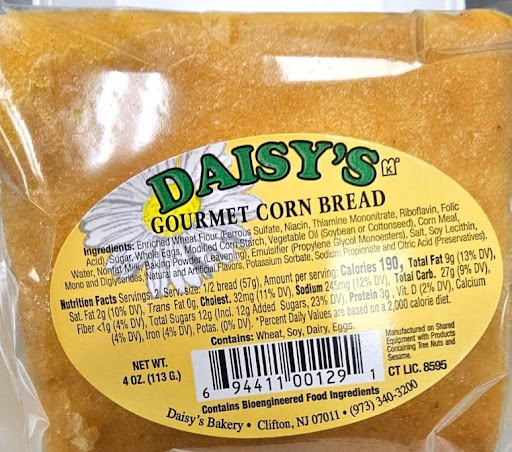 DAISY'S
K
GOURMET CORN BREAD
Ingredients: Enriched Wheat Flour (Ferrous Sulfate, Niacin, Thiamine Mononitrate, Riboflavin, Folic
Acid), Sugar, Whole Eggs, Modified Corn Starch, Vegetable Oil (Soybean or Cottonseed), Corn Meal,
Water, Nonfat Milk, Baking Powder, (Leavening), Emulsifier (Propylene Glycol Monoesters), Salt, Soy Lecithin,
Mono and Diglycerides, Natural and Artificial Flavors, Potassium Sorbate, Sodium Propionate and Citric Acid (Preservatives).
Nutrition Facts Servings: 2, Serv. size: 1/2 bread (57g), Amount per serving: Calories 190, Total Fat 9g (13% DV),
Sat. Fat 2g (10% DV), Trans Fat 0g, Cholest. 32mg (11% DV), Sodium 245mg (12% DV), Total Carb. 27g (9% DV),
Fiber <1g (4% DV), Total Sugars 12g (Incl. 12g Added Sugars, 23% DV), Protein 3g, Vit. D (2% DV), Calcium
(4% DV), Iron (4% DV), Potas. (0% DV). *Percent Daily Values are based on a 2,000 calorie diet.
Contains: Wheat, Soy, Dairy, Eggs.
Manufactured on Shared
Equipment with Products
Containing Tree Nuts and
Sesame.
NET WT.
4 OZ. (113 G.)
CT LIC. 8595
6 94411 00129 1
Contains Bioengineered Food Ingredients
Daisy's Bakery • Clifton, NJ 07011 • (973) 340-3200